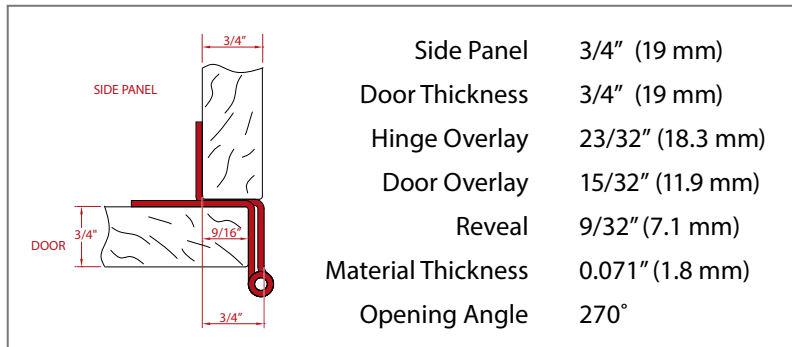 3/4”
SIDE PANEL
3/4"
DOOR
9/16”
3/4”
Side Panel 3/4” (19 mm)
Door Thickness 3/4” (19 mm)
Hinge Overlay 23/32” (18.3 mm)
Door Overlay 15/32” (11.9 mm)
Reveal 9/32” (7.1 mm)
Material Thickness 0.071” (1.8 mm)
Opening Angle 270˚